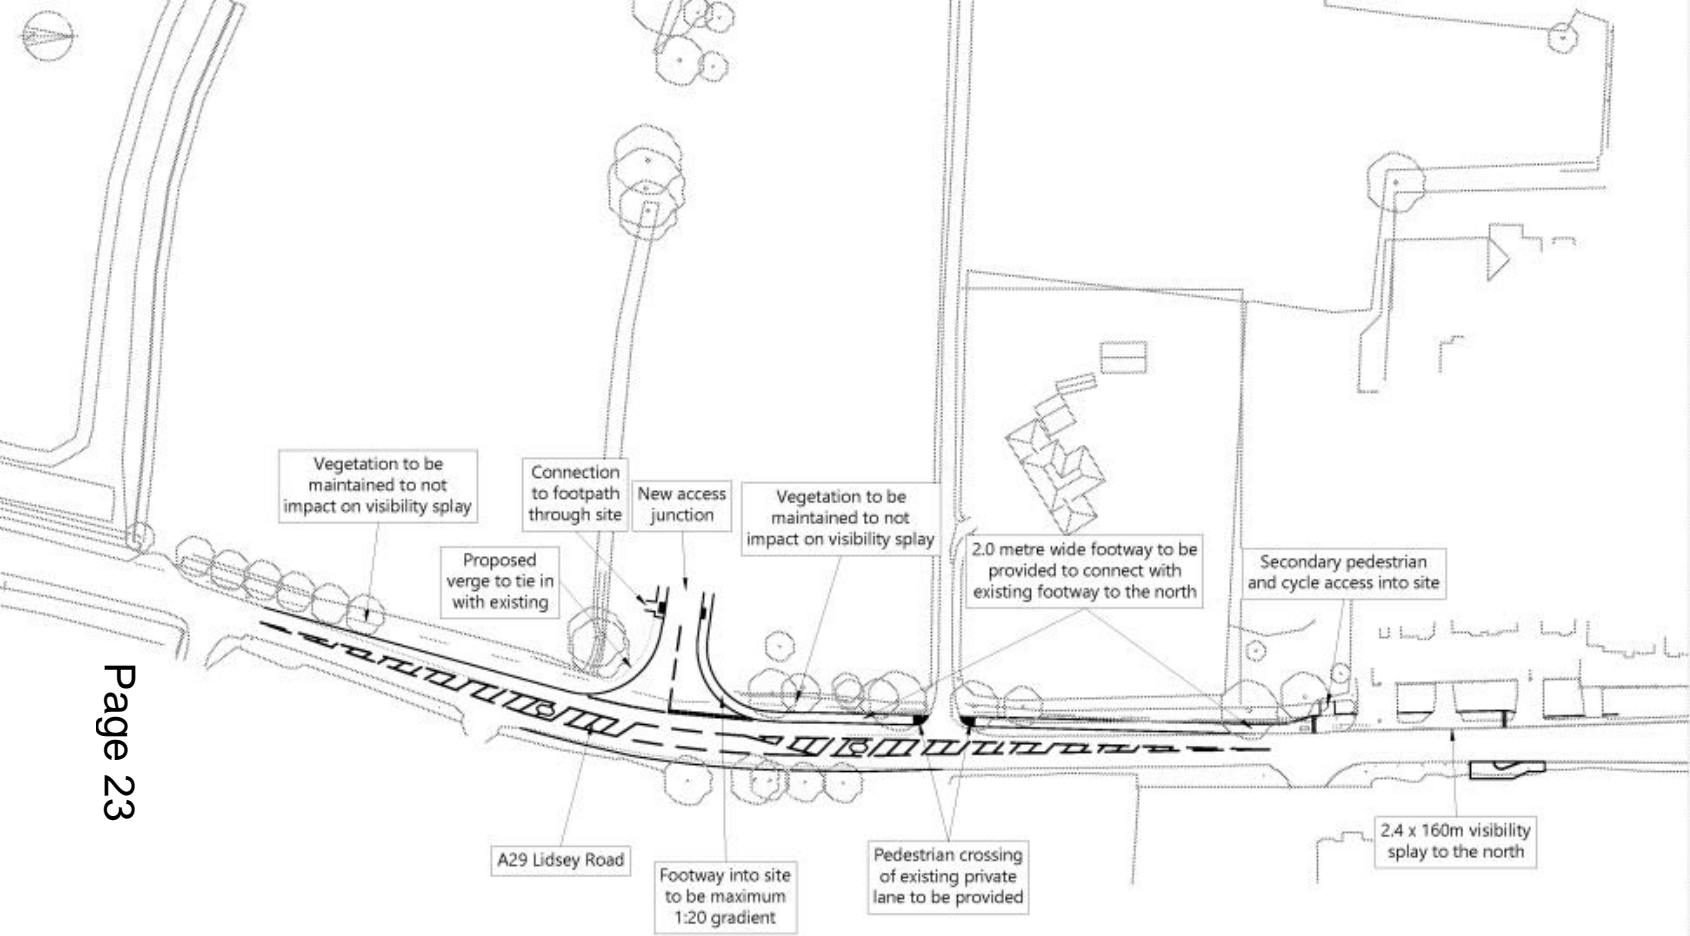 Vegetation to be
maintained to not
impact on visibility splay
Connection
to footpath
through site
New access
junction
Vegetation to be
maintained to not
impact on visibility splay
Proposed
verge to tie in
with existing
2.0 metre wide footway to be
provided to connect with
existing footway to the north
Secondary pedestrian
and cycle access into site
Page 23
A29 Lidsey Road
Footway into site
to be maximum
1:20 gradient
Pedestrian crossing
of existing private
lane to be provided
2.4 x 160m visibility
splay to the north